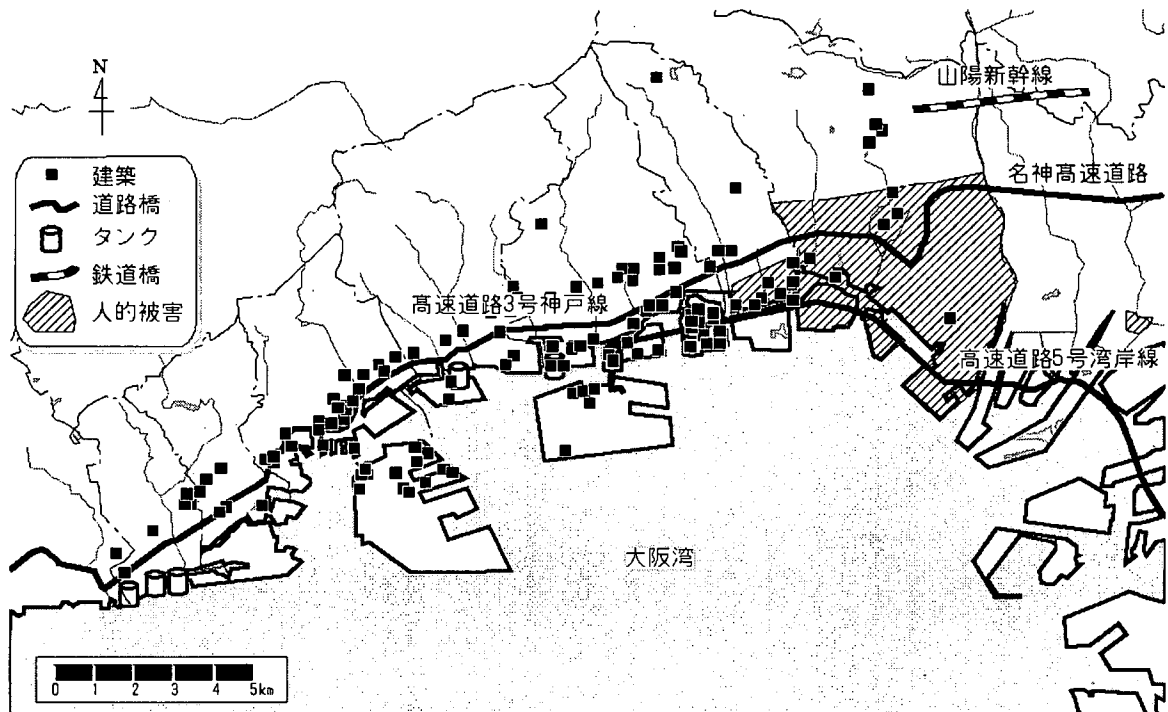 N
山陽新幹線
建築
道路橋
タンク
鉄道橋
人的被害
名神高速道路
高速道路3号神戸線
高速道路5号湾岸線
大阪湾
0 1 2 3 4 5km